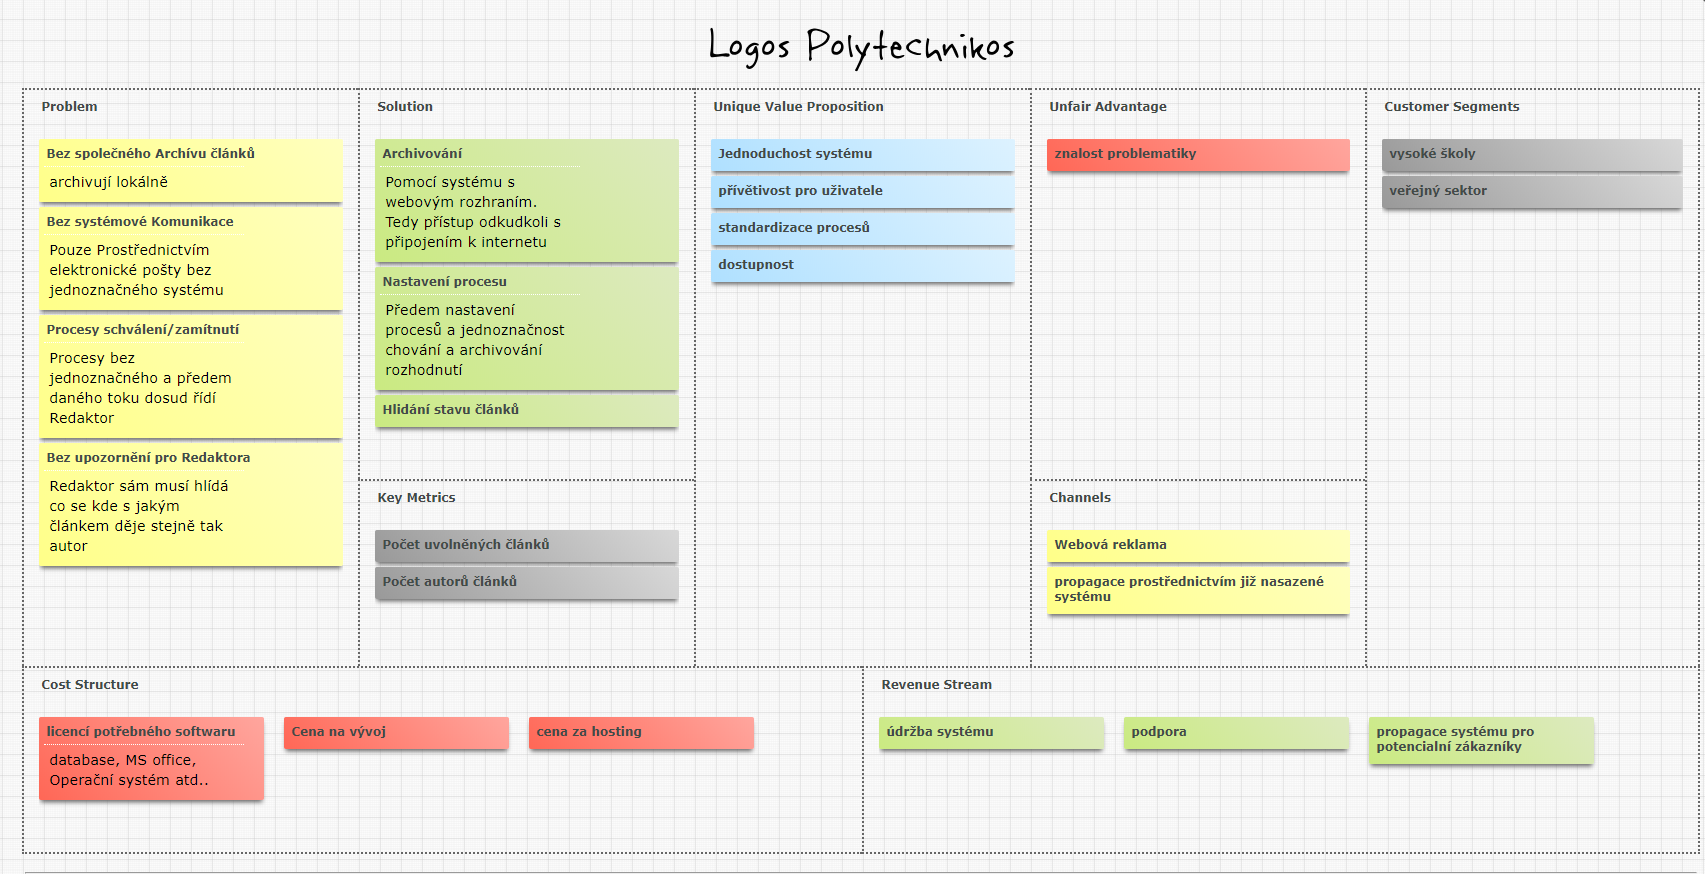 Logos Polytechnikos
Problem
Bez společného Archívu článků
archivují lokálně
Bez systémové Komunikace
Pouze Prostřednictvím
elektronické pošty bez
jednoznačného systému
Procesy schválení/zamítnutí
Procesy bez
jednoznačného a předem
daného toku dosud řídí
Redaktor
Bez upozornění pro Redaktora
Redaktor sám musí hlídá
co se kde s jakým
článkem děje stejně tak
autor
Solution
Archivování
Pomocí systému s
webovým rozhraním.
Tedy přístup odkudkoli s
připojením k internetu
Nastavení procesu
Předem nastavení
procesů a jednoznačnost
chování a archivování
rozhodnutí
Hlidání stavu článků
Key Metrics
Počet uvolněných článků
Počet autorů článků
Unique Value Proposition
Jednoduchost systému
přívětivost pro uživatele
standardizace procesů
dostupnost
Unfair Advantage
znalost problematiky
Channels
Webová reklama
propagace prostřednictvím již nasazené
systému
Customer Segments
vysoké školy
veřejný sektor
Cost Structure
licencí potřebného softwaru
database, MS office,
Operační systém atd..
Cena na vývoj
cena za hosting
Revenue Stream
údržba systému
podpora
propagace systému pro
potencialní zákazníky